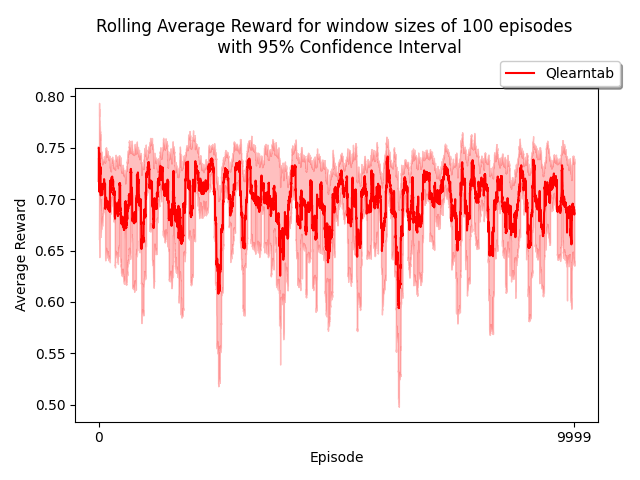 Rolling Average Reward for window sizes of 100 episodes
with 95% Confidence Interval
Qlearntab
0.80
0.75
0.70
0.65
0.60
0.55
0.50
Average Reward
0
9999
Episode